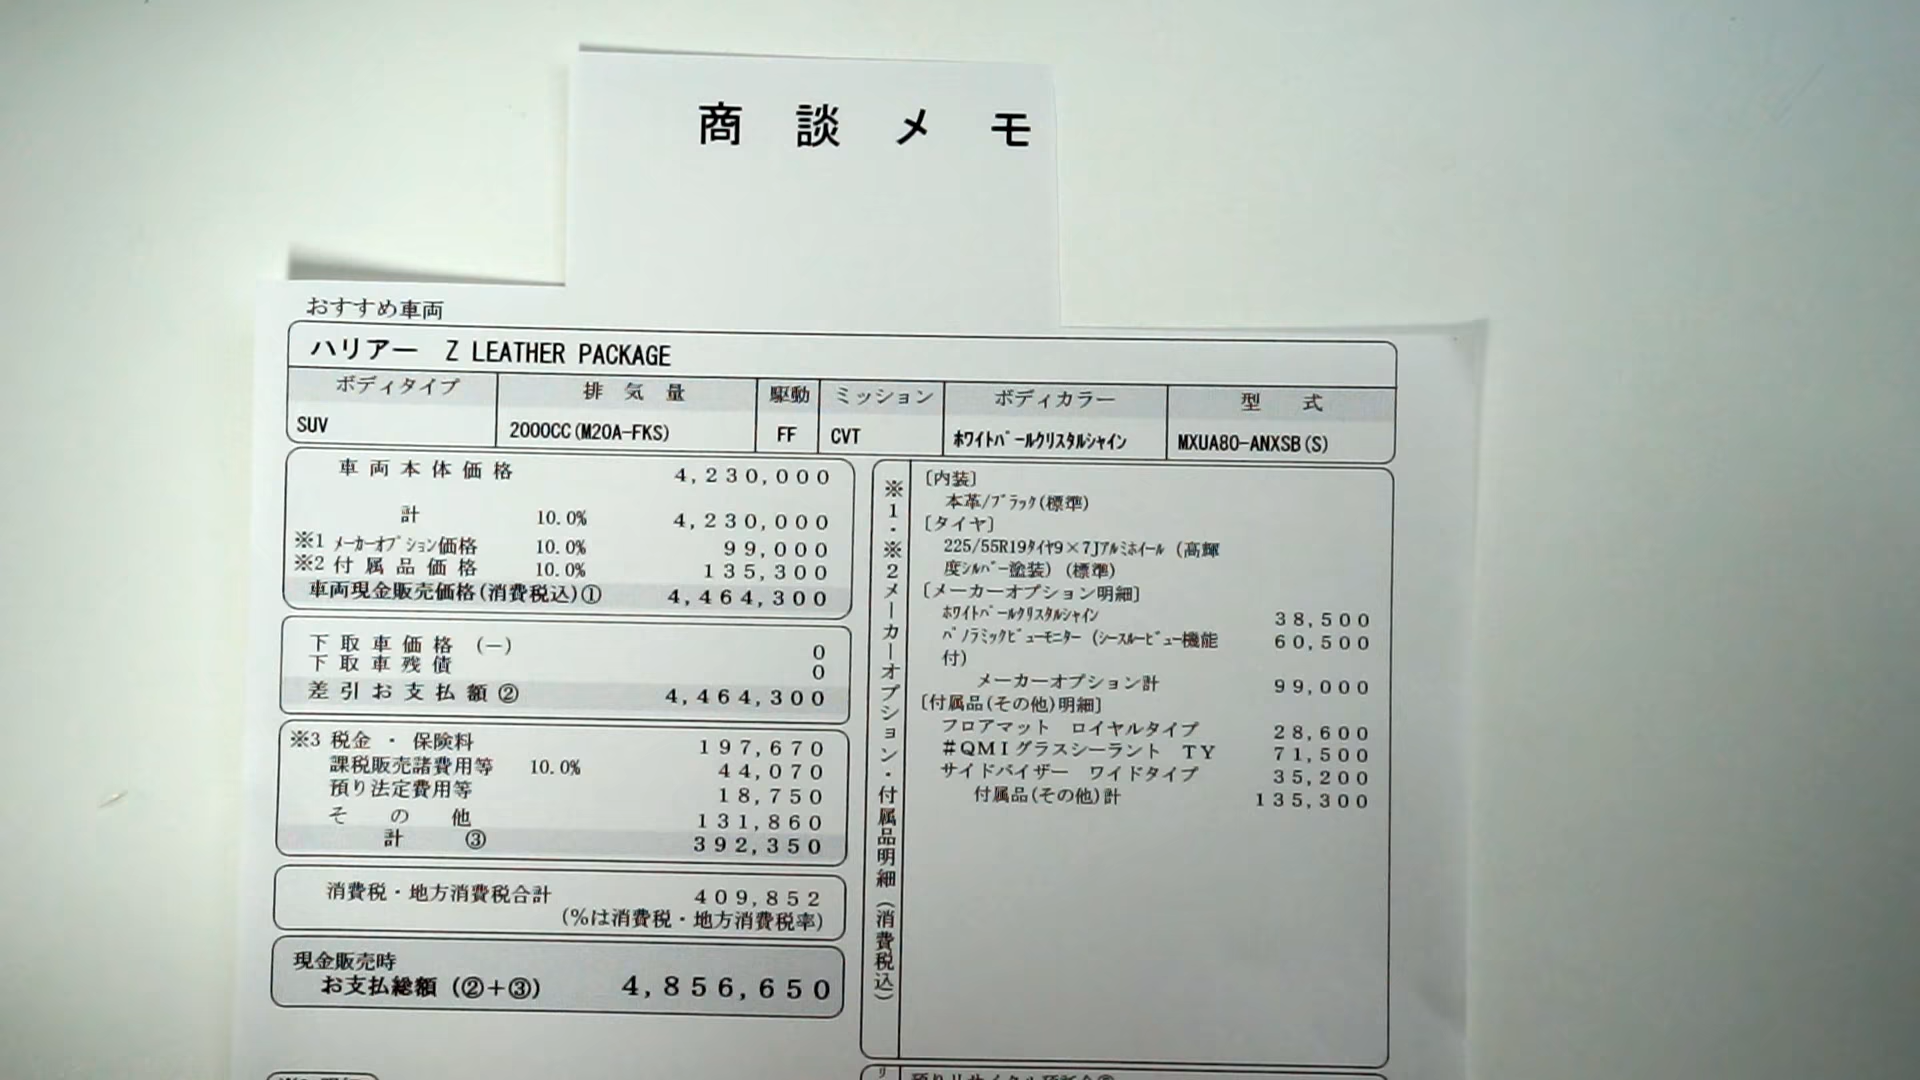 商談メモ
おすすめ車両
ハリアー Z LEATHER PACKAGE
ボディタイプ 排気量 駆動 ミッション ボディカラー 型式
SUV 2000CC(M20A-FKS) FF CVT ﾎﾜｲﾄﾊﾟｰﾙｸﾘｽﾀﾙｼｬｲﾝ MXUA80-ANXSB(S)
車両本体価格 4,230,000
計 10.0% 4,230,000
※1 ﾒｰｶｰｵﾌﾟｼｮﾝ価格 10.0% 99,000
※2 付属品価格 10.0% 135,300
車両現金販売価格(消費税込)① 4,464,300
下取車価格(－) 0
下取車残債 0
差引お支払額② 4,464,300
※3 税金・保険料 197,670
課税販売諸費用等 10.0% 44,070
預り法定費用等 18,750
その他 131,860
計 ③ 392,350
消費税・地方消費税合計 409,852
(%は消費税・地方消費税率)
現金販売時
お支払総額(②+③) 4,856,650
※1・※2メーカーオプション・付属品明細(消費税込)
[内装]
本革/ﾌﾞﾗｯｸ(標準)
[タイヤ]
225/55R19ﾀｲﾔ9×7Jｱﾙﾐﾎｲｰﾙ (高輝
度ｼﾙﾊﾞｰ塗装) (標準)
[メーカーオプション明細]
ﾎﾜｲﾄﾊﾟｰﾙｸﾘｽﾀﾙｼｬｲﾝ 38,500
ﾊﾟﾉﾗﾐｯｸﾋﾞｭｰﾓﾆﾀｰ (ｼｰｽﾙｰﾋﾞｭｰ機能 60,500
付)
メーカーオプション計 99,000
[付属品(その他)明細]
フロアマット ロイヤルタイプ 28,600
#QMIグラスシーラント TY 71,500
サイドバイザー ワイドタイプ 35,200
付属品(その他)計 135,300